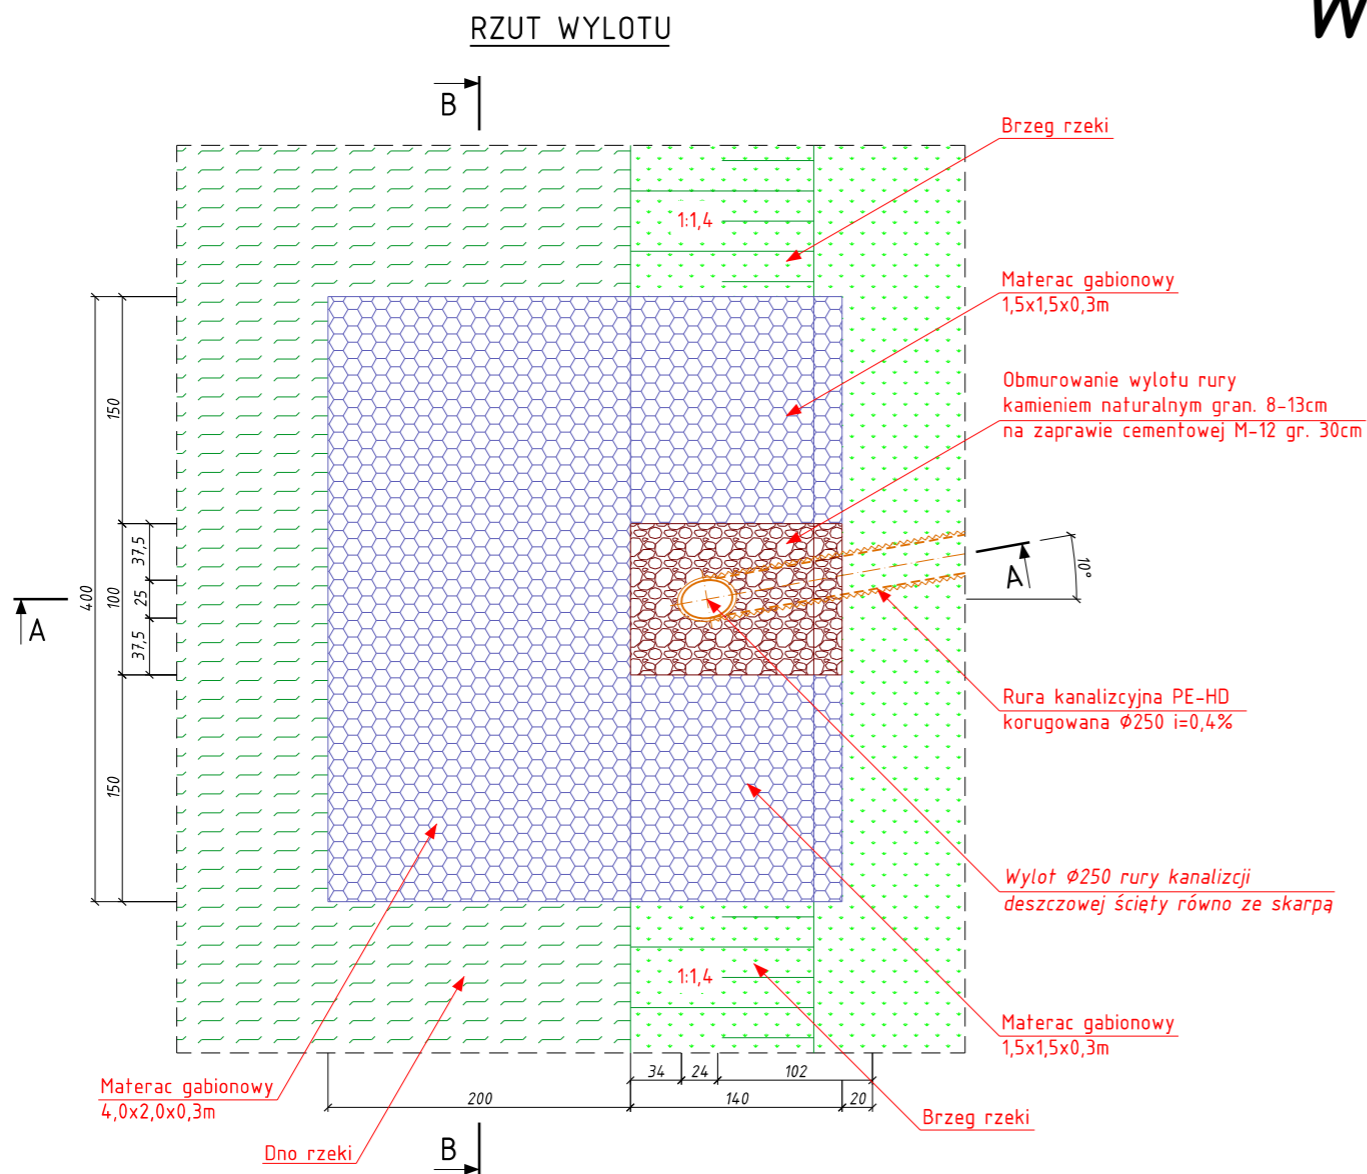 RZUT WYLOTU
W
B
Brzeg rzeki
1:1,4
Materac gabionowy
1,5x1,5x0,3m
Obmurowanie wylotu rury
kamieniem naturalnym gran. 8-13cm
na zaprawie cementowej M-12 gr. 30cm
150
37,5
400
100
25
37,5
150
A
A
10°
Rura kanalizcyjna PE-HD
korugowana Φ250 i=0,4%
Wylot Φ250 rury kanalizcji
deszczowej ścięty równo ze skarpą
1:1,4
Materac gabionowy
1,5x1,5x0,3m
34
24
102
200
140
20
Materac gabionowy
4,0x2,0x0,3m
Brzeg rzeki
Dno rzeki
B